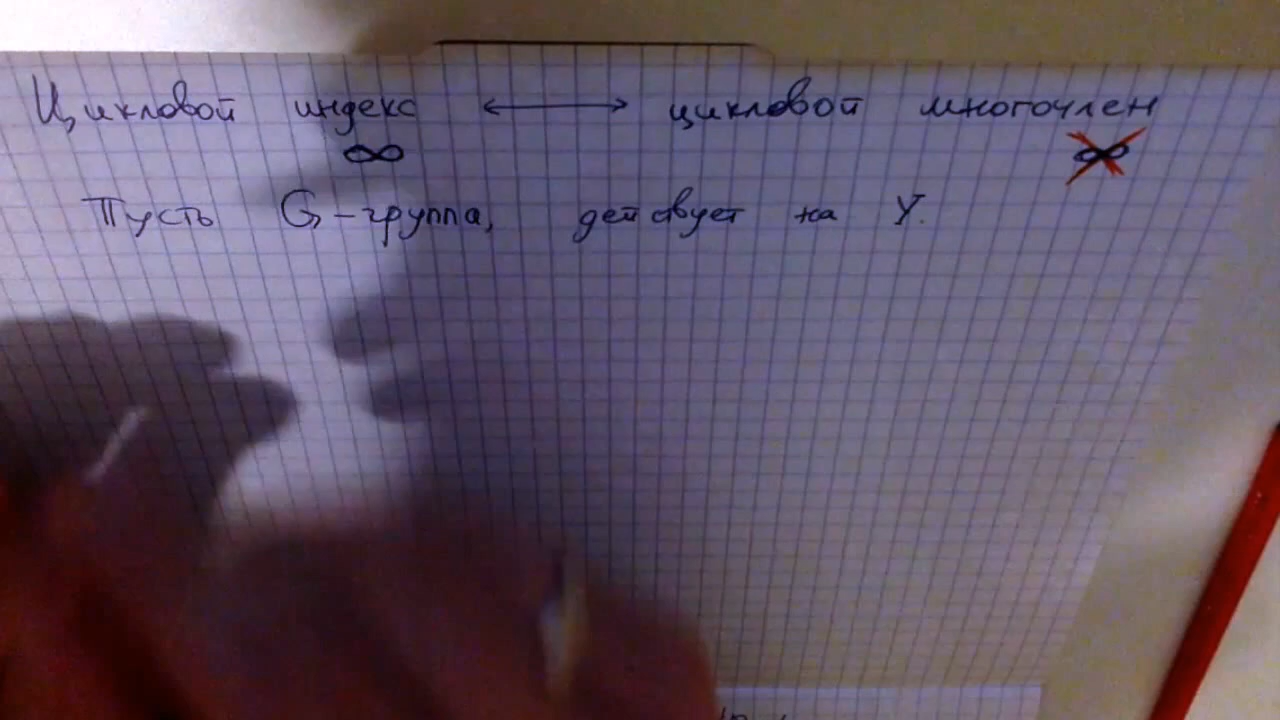 Цикловой индекс ⟷ цикловой многочлен
∞ ∞
Пусть G - группа, действует на Y.